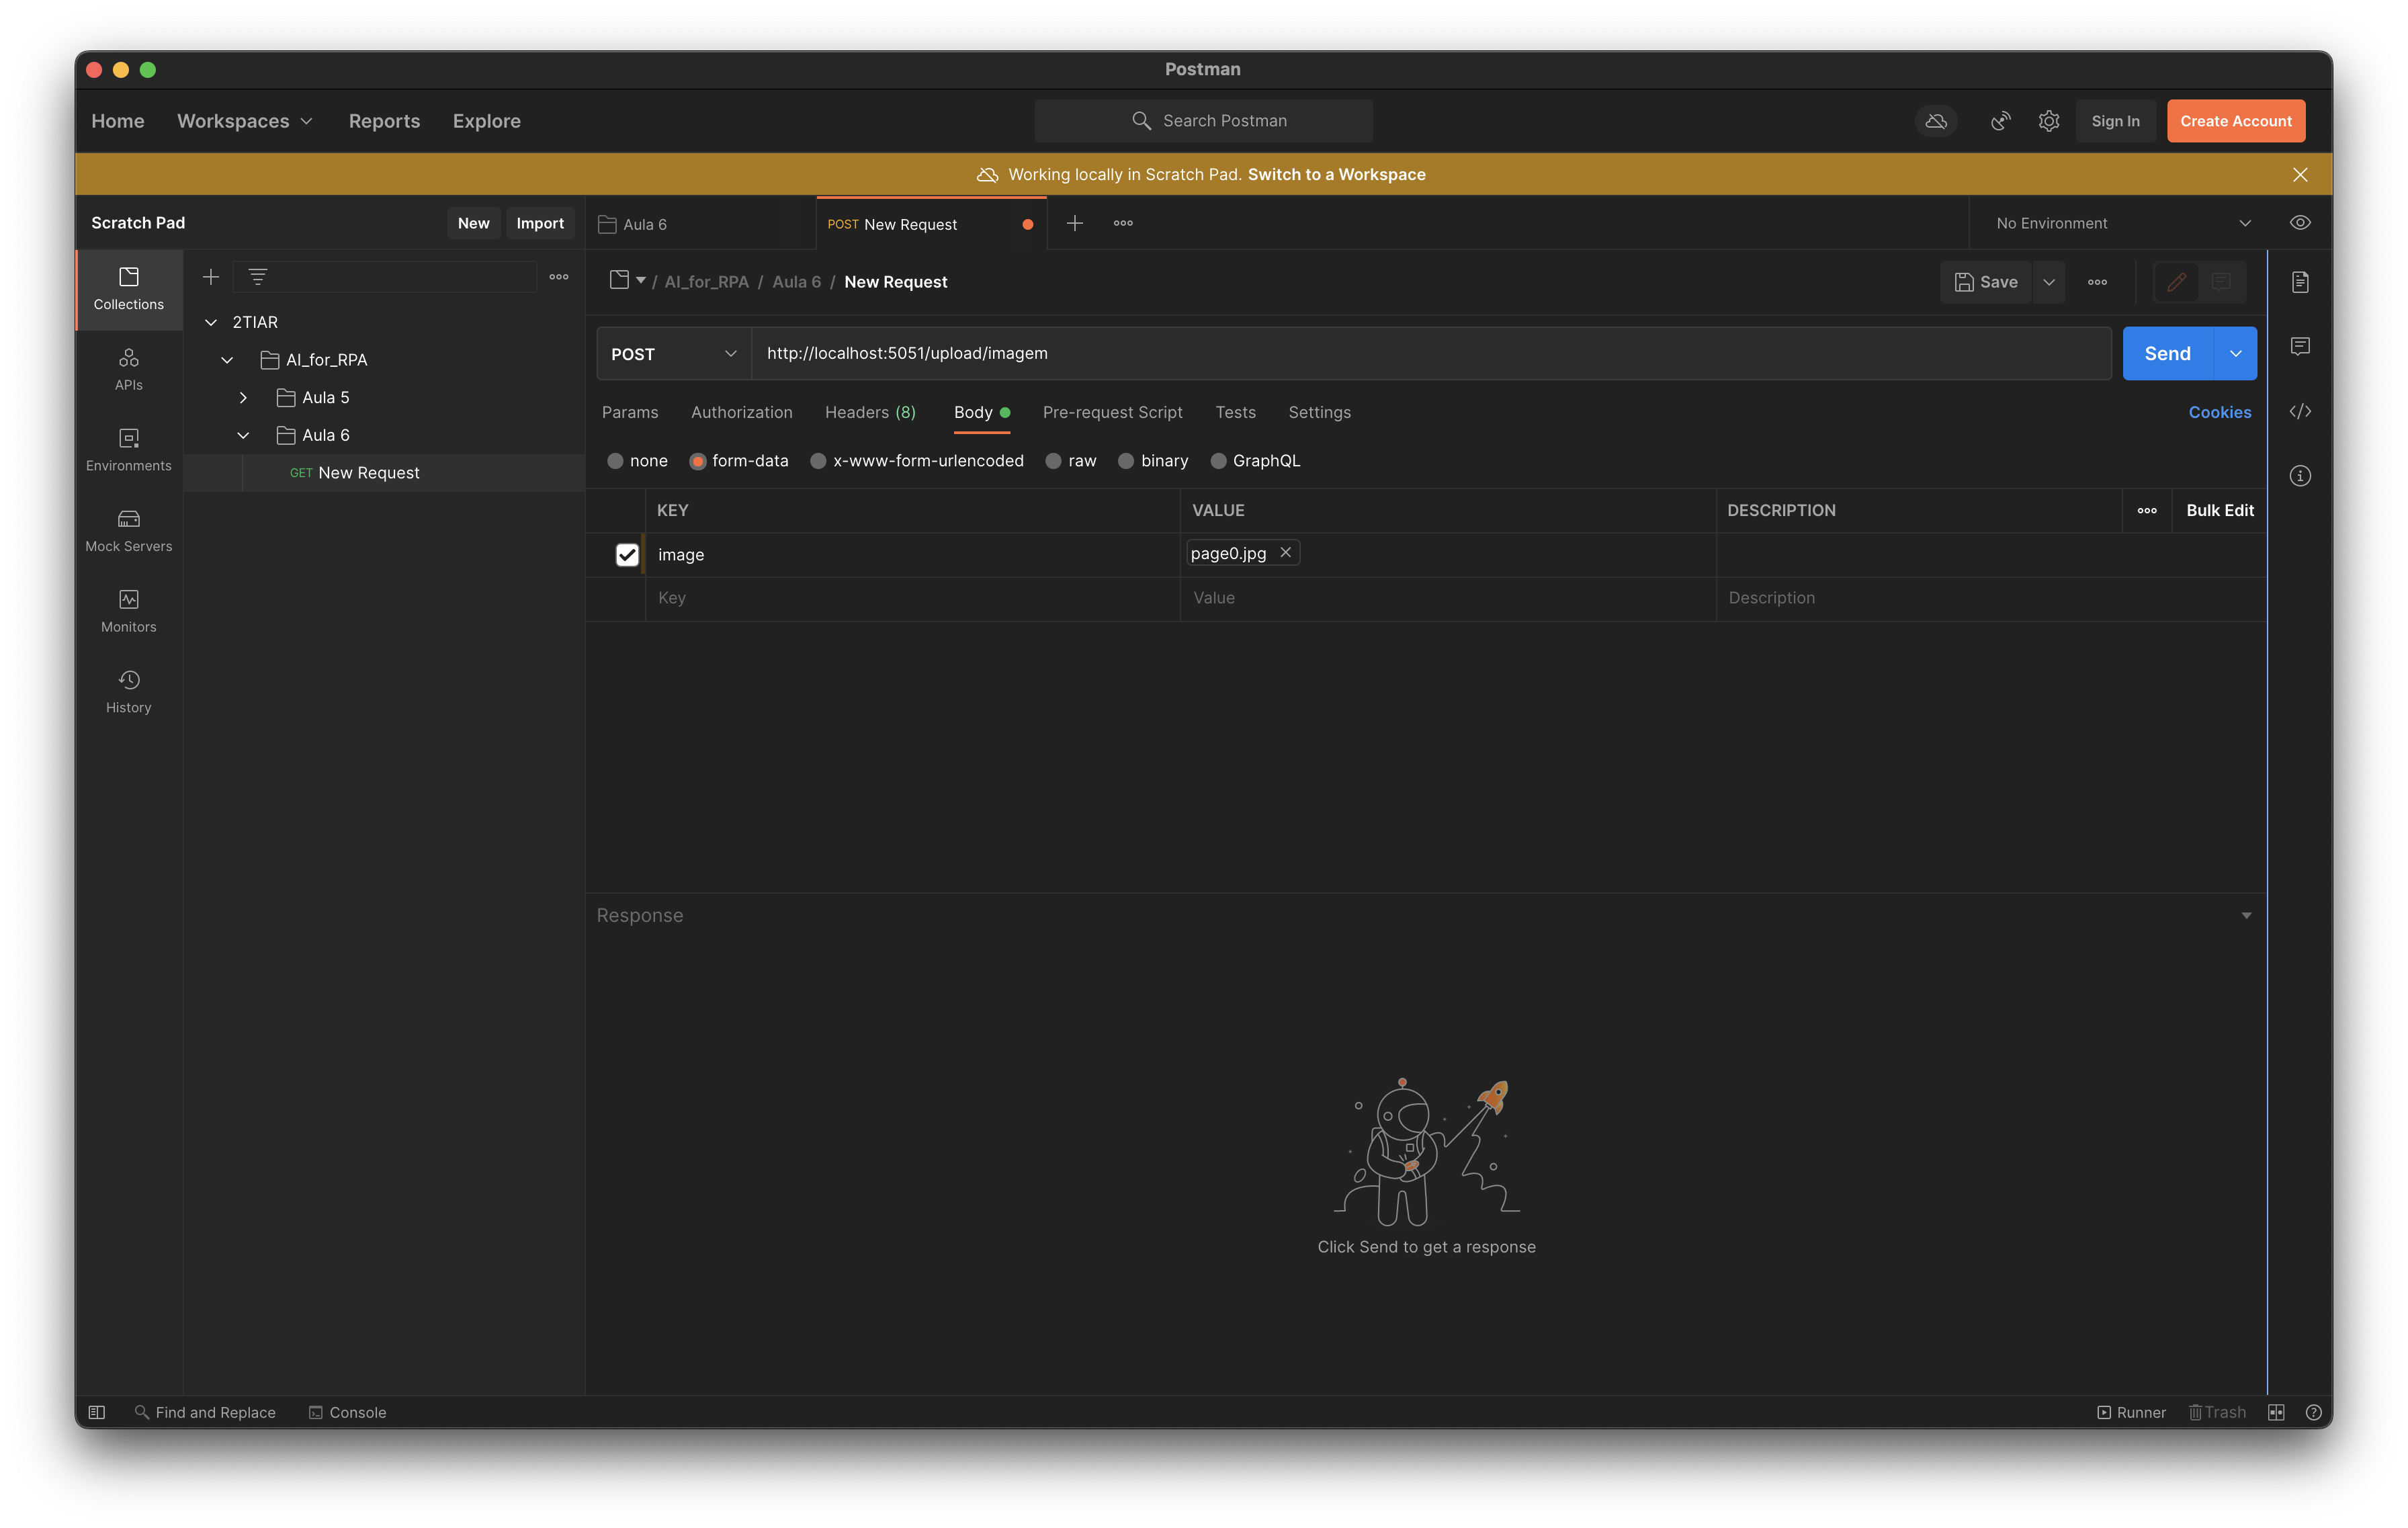 Postman
Home Workspaces Reports Explore
Search Postman
Sign In Create Account
Working locally in Scratch Pad. Switch to a Workspace
Scratch Pad New Import
Aula 6 POST New Request
No Environment
Collections
APIs
Environments
Mock Servers
Monitors
History
2TIAR
AI_for_RPA
Aula 5
Aula 6
GET New Request
/ AI_for_RPA / Aula 6 / New Request
Save
POST http://localhost:5051/upload/imagem Send
Params Authorization Headers (8) Body Pre-request Script Tests Settings Cookies
none form-data x-www-form-urlencoded raw binary GraphQL
KEY VALUE DESCRIPTION Bulk Edit
image page0.jpg
Key Value Description
Response
Click Send to get a response
Find and Replace Console Runner Trash